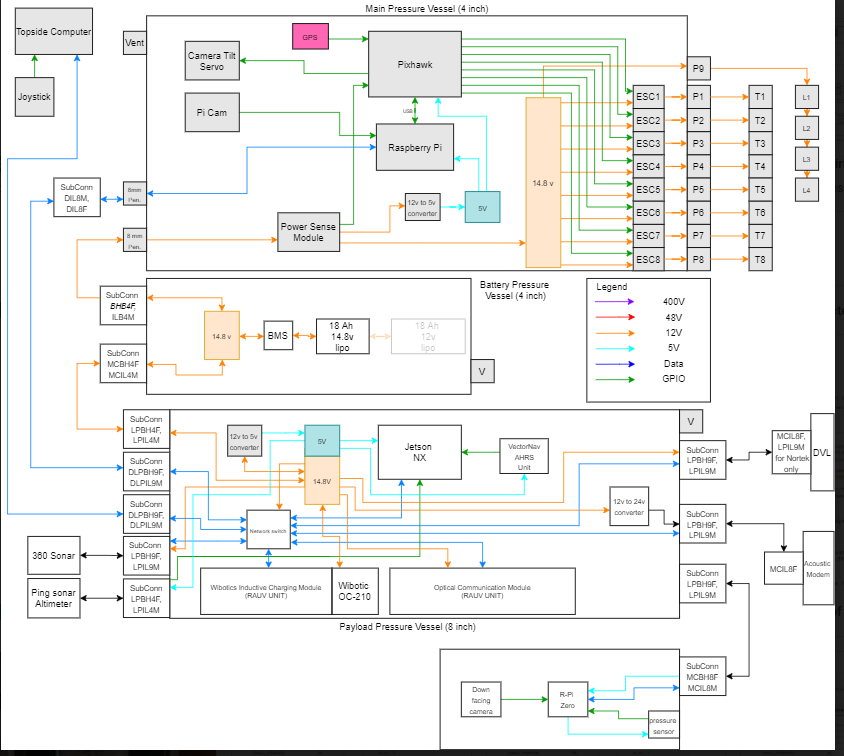 Main Pressure Vessel (4 inch)
Topside Computer
Joystick
Vent
Camera Tilt
Servo
GPS
Pixhawk
Pi Cam
USB
Raspberry Pi
14.8 v
ESC1
ESC2
ESC3
ESC4
ESC5
ESC6
ESC7
ESC8
P9
P1
P2
P3
P4
P5
P6
P7
P8
T1
T2
T3
T4
T5
T6
T7
T8
L1
L2
L3
L4
SubConn
DIL8M,
DIL8F
8mm
Pen.
8 mm
Pen.
Power Sense
Module
12v to 5v
converter
5V
Battery Pressure
Vessel (4 inch)
SubConn
BHB4F,
ILB4M
SubConn
MCBH4F
MCIL4M
14.8 v
BMS
18 Ah
14.8v
lipo
18 Ah
12v
lipo
V
Legend
400V
48V
12V
5V
Data
GPIO
SubConn
LPBH4F,
LPIL4M
SubConn
DLPBH9F,
DLPIL9M
SubConn
DLPBH9F,
DLPIL9M
SubConn
LPBH9F,
LPIL9M
SubConn
LPBH4F,
LPIL4M
360 Sonar
Ping sonar
Altimeter
12v to 5v
converter
5V
14.8V
Jetson
NX
VectorNav
AHRS
Unit
Network switch
12v to 24v
converter
Wibotics Inductive Charging Module
(RAUV UNIT)
Wibotic
OC-210
Optical Communication Module
(RAUV UNIT)
V
SubConn
LPBH9F,
LPIL9M
SubConn
LPBH9F,
LPIL9M
SubConn
LPBH9F,
LPIL9M
MCIL8F,
LPIL9M
for Nortek
only
DVL
MCIL8F
Acoustic
Modem
Payload Pressure Vessel (8 inch)
SubConn
MCBH8F
MCIL8M
Down
facing
camera
R-Pi
Zero
pressure
sensor